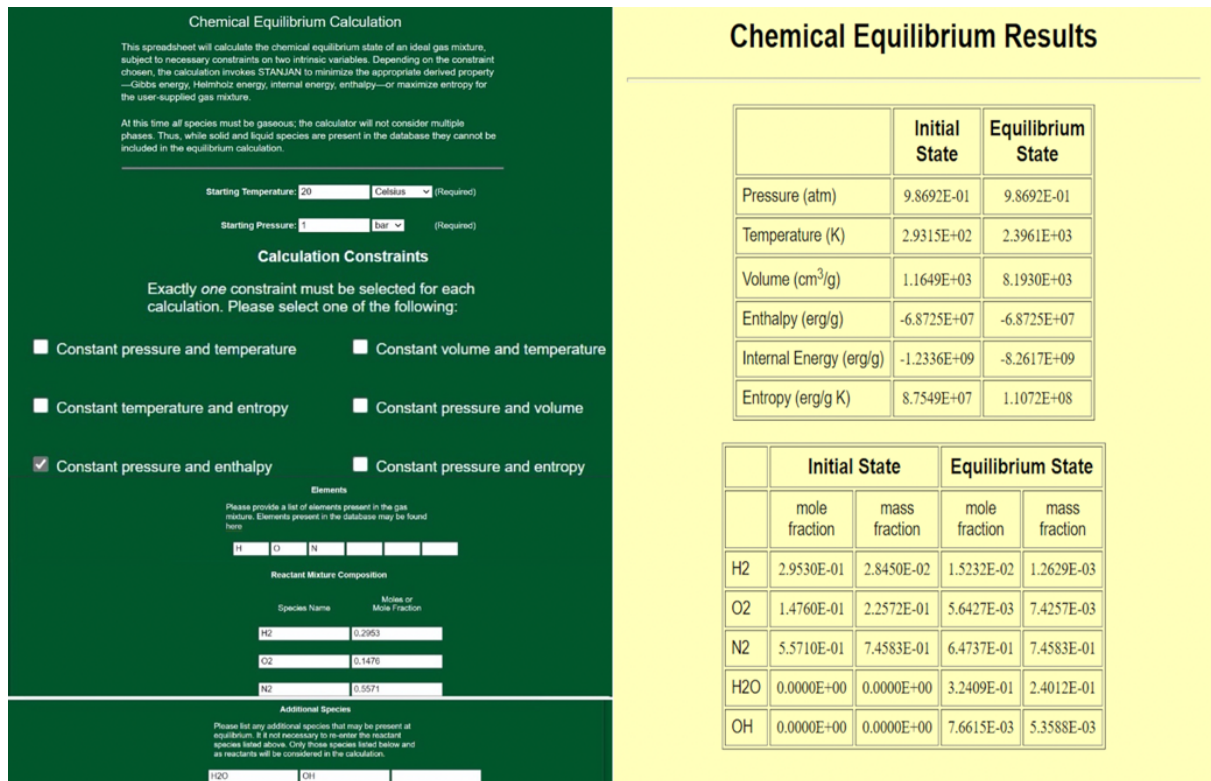 Chemical Equilibrium Calculation
This spreadsheet will calculate the chemical equilibrium state of an ideal gas mixture,
subject to necessary constraints on two intrinsic variables. Depending on the constraint
chosen, the calculation invokes STANJAN to minimize the appropriate derived property
—Gibbs energy, Helmholz energy, internal energy, enthalpy—or maximize entropy for
the user-supplied gas mixture.
At this time all species must be gaseous; the calculator will not consider multiple
phases. Thus, while solid and liquid species are present in the database they cannot be
included in the equilibrium calculation.
Starting Temperature: 20 Celsius (Required)
Starting Pressure: 1 bar (Required)
Calculation Constraints
Exactly one constraint must be selected for each
calculation. Please select one of the following:
Constant pressure and temperature Constant volume and temperature
Constant temperature and entropy Constant pressure and volume
Constant pressure and enthalpy Constant pressure and entropy
Elements
Please provide a list of elements present in the gas
mixture. Elements present in the database may be found
here
H O N
Reactant Mixture Composition
Species Name Moles or
Mole Fraction
H2 0.2953
O2 0.1476
N2 0.5571
Additional Species
Please list any additional species that may be present at
equilibrium. It it not necessary to re-enter the reactant
species listed above. Only those species listed below and
as reactants will be considered in the calculation.
H2O OH
Chemical Equilibrium Results
Initial State Equilibrium State
Pressure (atm) 9.8692E-01 9.8692E-01
Temperature (K) 2.9315E+02 2.3961E+03
Volume (cm3/g) 1.1649E+03 8.1930E+03
Enthalpy (erg/g) -6.8725E+07 -6.8725E+07
Internal Energy (erg/g) -1.2336E+09 -8.2617E+09
Entropy (erg/g K) 8.7549E+07 1.1072E+08
Initial State Equilibrium State
mole fraction mass fraction mole fraction mass fraction
H2 2.9530E-01 2.8450E-02 1.5232E-02 1.2629E-03
O2 1.4760E-01 2.2572E-01 5.6427E-03 7.4257E-03
N2 5.5710E-01 7.4583E-01 6.4737E-01 7.4583E-01
H2O 0.0000E+00 0.0000E+00 3.2409E-01 2.4012E-01
OH 0.0000E+00 0.0000E+00 7.6615E-03 5.3588E-03